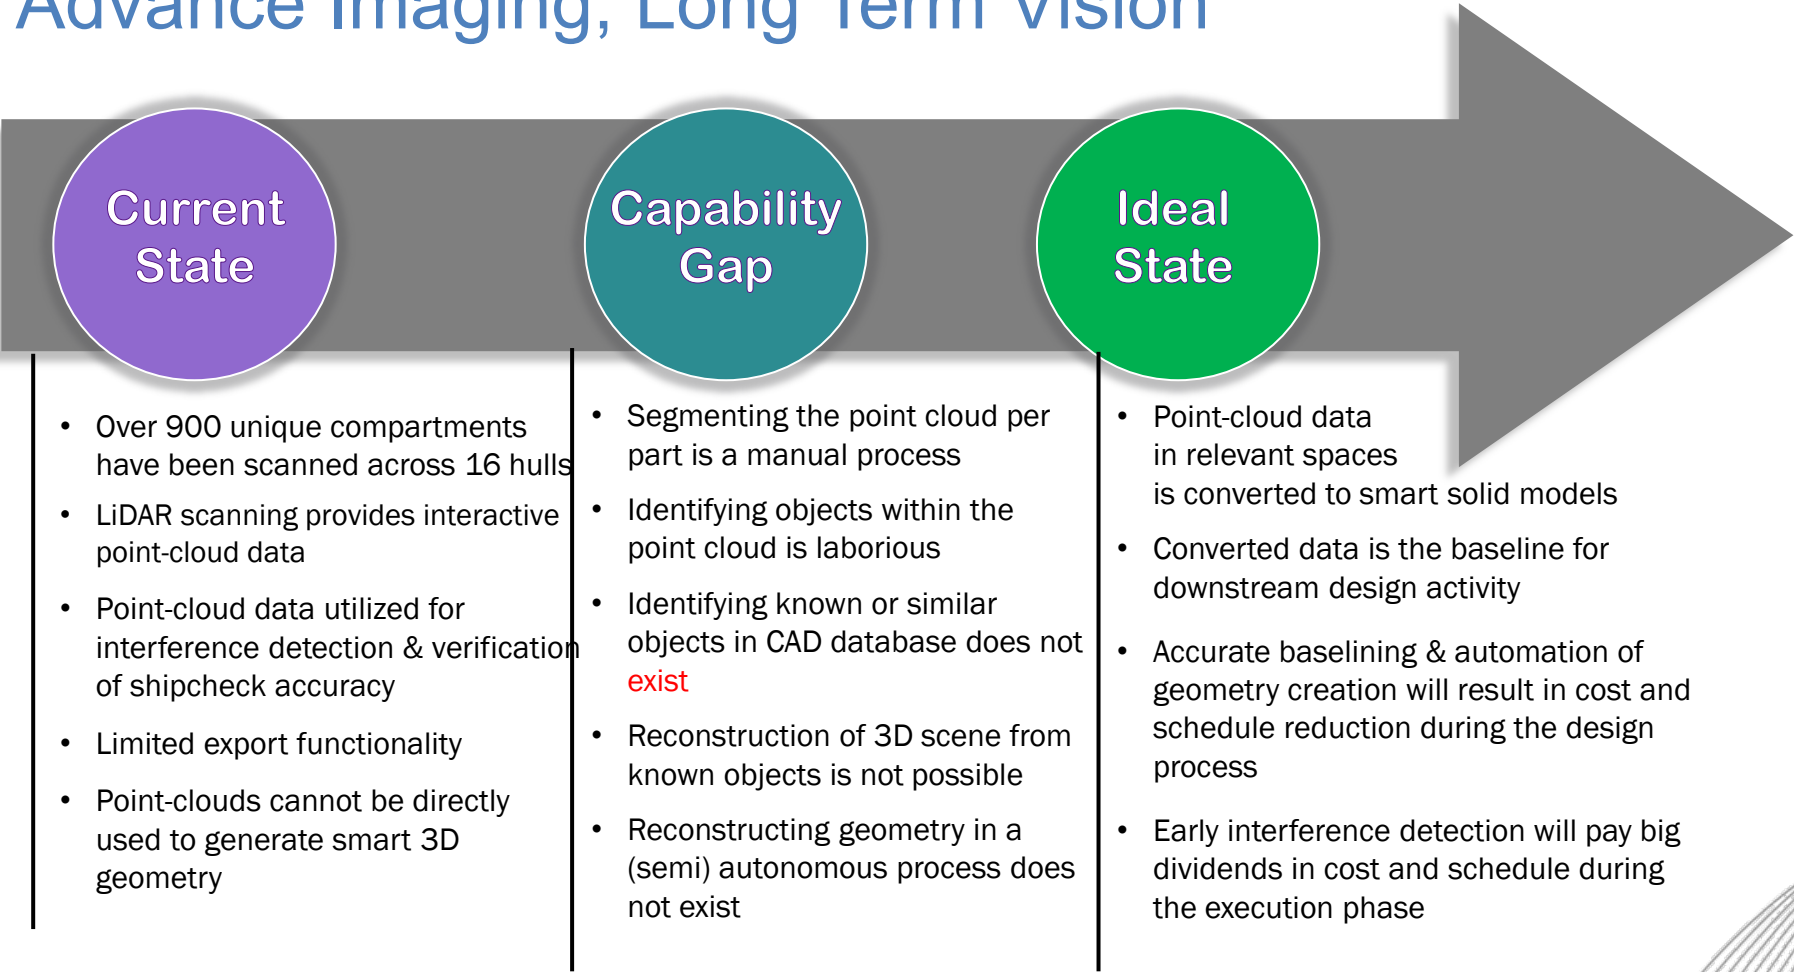 Advance Imaging, Long Term Vision
Current
State
Capability
Gap
Ideal
State
• Over 900 unique compartments
have been scanned across 16 hulls
• LiDAR scanning provides interactive
point-cloud data
• Point-cloud data utilized for
interference detection & verification
of shipcheck accuracy
• Limited export functionality
• Point-clouds cannot be directly
used to generate smart 3D
geometry
• Segmenting the point cloud per
part is a manual process
• Identifying objects within the
point cloud is laborious
• Identifying known or similar
objects in CAD database does not
exist
• Reconstruction of 3D scene from
known objects is not possible
• Reconstructing geometry in a
(semi) autonomous process does
not exist
• Point-cloud data
in relevant spaces
is converted to smart solid models
• Converted data is the baseline for
downstream design activity
• Accurate baselining & automation of
geometry creation will result in cost and
schedule reduction during the design
process
• Early interference detection will pay big
dividends in cost and schedule during
the execution phase